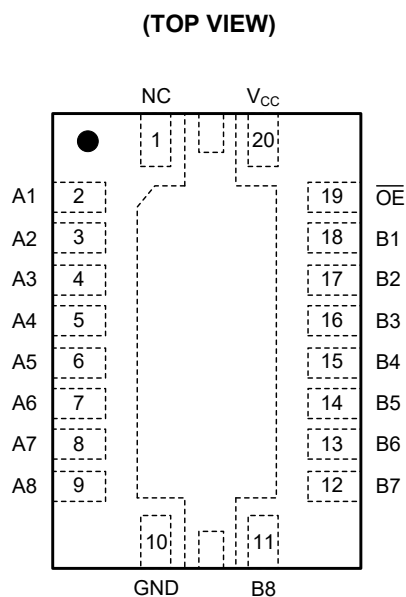 (TOP VIEW)
NC VCC
1 20
A1 2 19 OE
A2 3 18 B1
A3 4 17 B2
A4 5 16 B3
A5 6 15 B4
A6 7 14 B5
A7 8 13 B6
A8 9 12 B7
10 11
GND B8